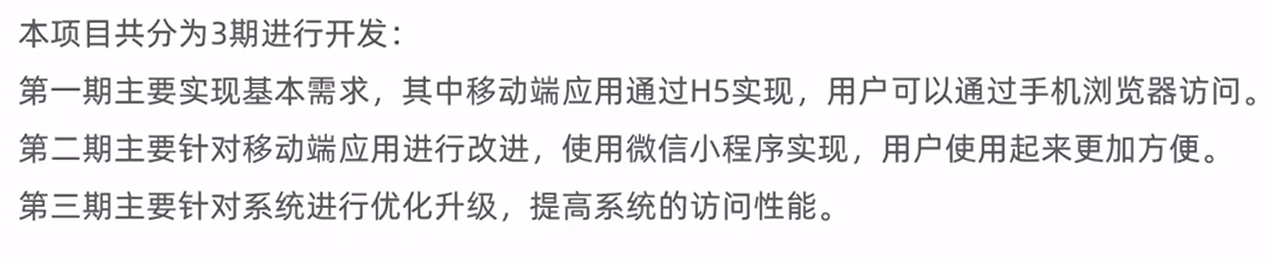 本项目共分为3期进行开发：
第一期主要实现基本需求，其中移动端应用通过H5实现，用户可以通过手机浏览器访问。
第二期主要针对移动端应用进行改进，使用微信小程序实现，用户使用起来更加方便。
第三期主要针对系统进行优化升级，提高系统的访问性能。